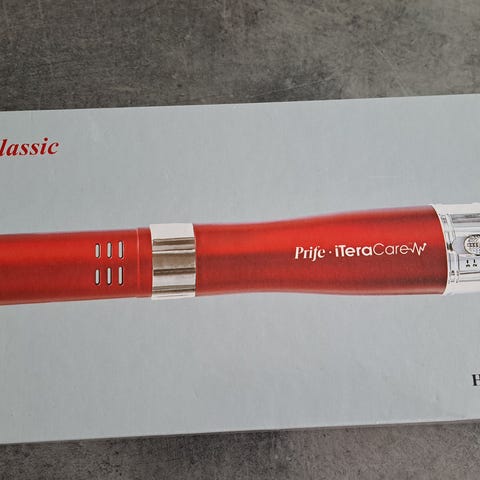 lassic
Prife · iTeraCare
H